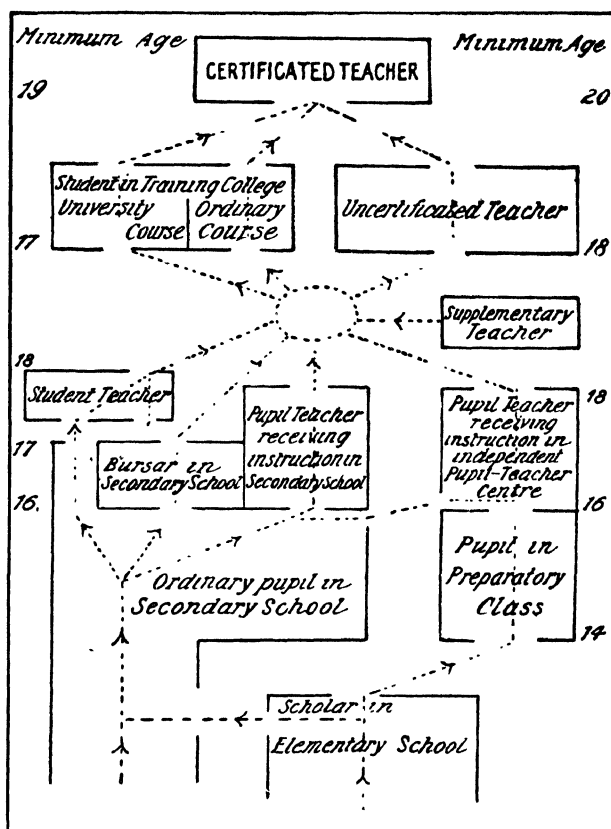 Minimum Age
Minimum Age
CERTIFICATED TEACHER
19
20
Student in Training College
University
Course
Ordinary
Course
Uncertificated Teacher
17
18
Supplementary
Teacher
18
Student Teacher
18
17
Bursar in
Secondary School
Pupil Teacher
receiving
instruction in
Secondary School
Pupil Teacher
receiving
instruction in
independent
Pupil-Teacher
Centre
16.
16
Ordinary pupil in
Secondary School
Pupil in
Preparatory
Class
14
Scholar in
Elementary School